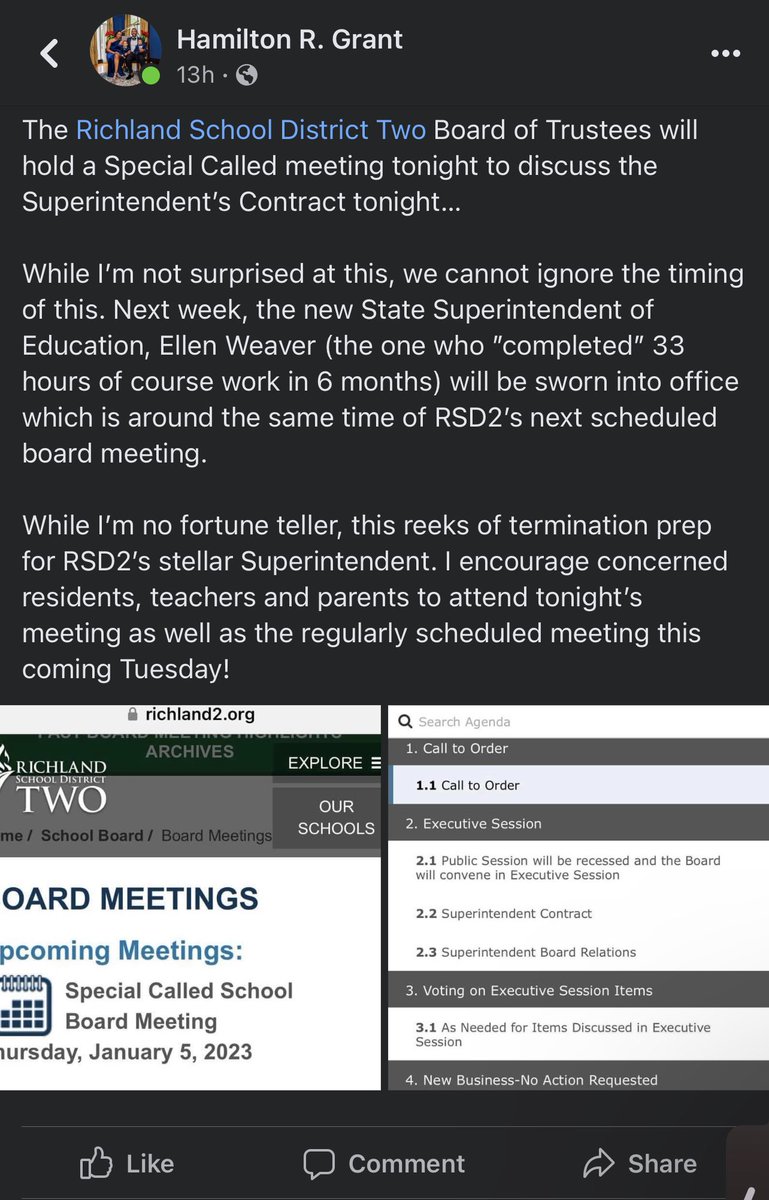 Hamilton R. Grant
13h ·
The Richland School District Two Board of Trustees will
hold a Special Called meeting tonight to discuss the
Superintendent's Contract tonight...
While I'm not surprised at this, we cannot ignore the timing
of this. Next week, the new State Superintendent of
Education, Ellen Weaver (the one who "completed" 33
hours of course work in 6 months) will be sworn into office
which is around the same time of RSD2's next scheduled
board meeting.
While I'm no fortune teller, this reeks of termination prep
for RSD2's stellar Superintendent. I encourage concerned
residents, teachers and parents to attend tonight's
meeting as well as the regularly scheduled meeting this
coming Tuesday!
richland2.org
PAST BOARD MEETING HIGHLIGHTS
ARCHIVES
RICHLAND
SCHOOL DISTRICT
TWO
EXPLORE
OUR
SCHOOLS
me / School Board / Board Meetings
OARD MEETINGS
pcoming Meetings:
Special Called School
Board Meeting
hursday, January 5, 2023
Search Agenda
1. Call to Order
1.1 Call to Order
2. Executive Session
2.1 Public Session will be recessed and the Board
will convene in Executive Session
2.2 Superintendent Contract
2.3 Superintendent Board Relations
3. Voting on Executive Session Items
3.1 As Needed for Items Discussed in Executive
Session
4. New Business-No Action Requested
Like
Comment
Share